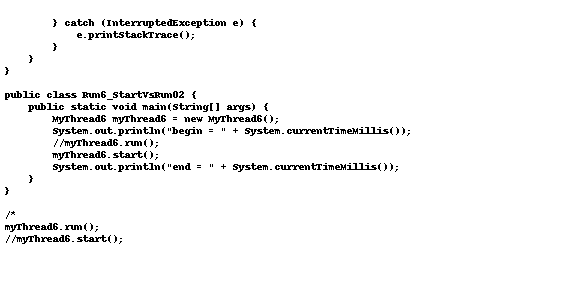 } catch (InterruptedException e) {
e.printStackTrace();
}
}
}
public class Run6_StartVsRun02 {
public static void main(String[] args) {
MyThread6 myThread6 = new MyThread6();
System.out.println("begin = " + System.currentTimeMillis());
//myThread6.run();
myThread6.start();
System.out.println("end = " + System.currentTimeMillis());
}
}
/*
myThread6.run();
//myThread6.start();